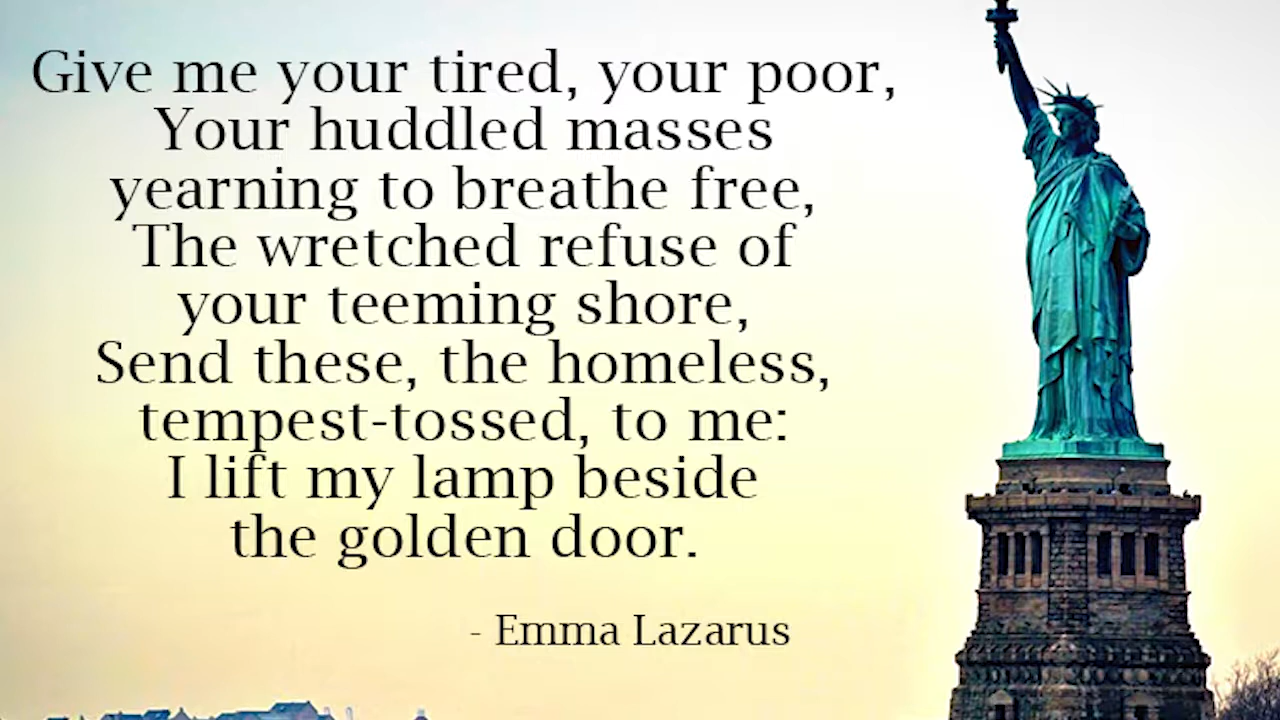 Give me your tired, your poor,
Your huddled masses
yearning to breathe free,
The wretched refuse of
your teeming shore,
Send these, the homeless,
tempest-tossed, to me:
I lift my lamp beside
the golden door.
- Emma Lazarus